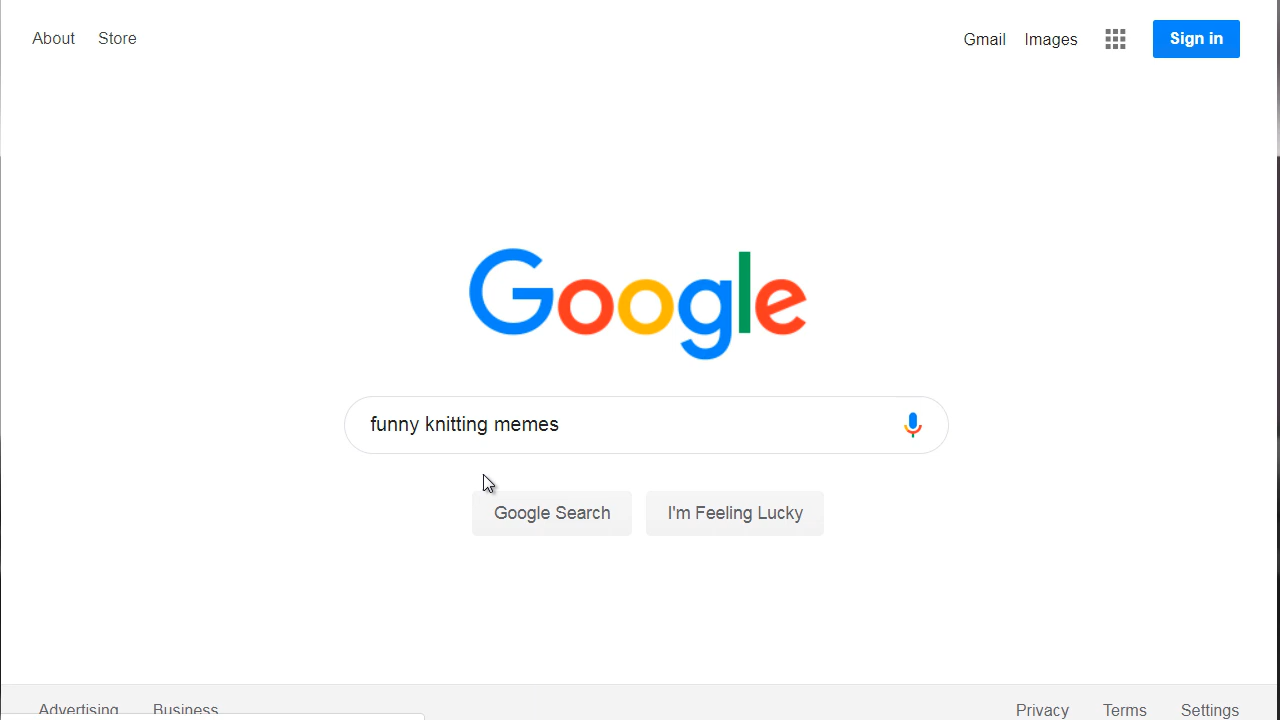 About Store
Gmail Images Sign in
Google
funny knitting memes
Google Search I'm Feeling Lucky
Advertising Business
Privacy Terms Settings